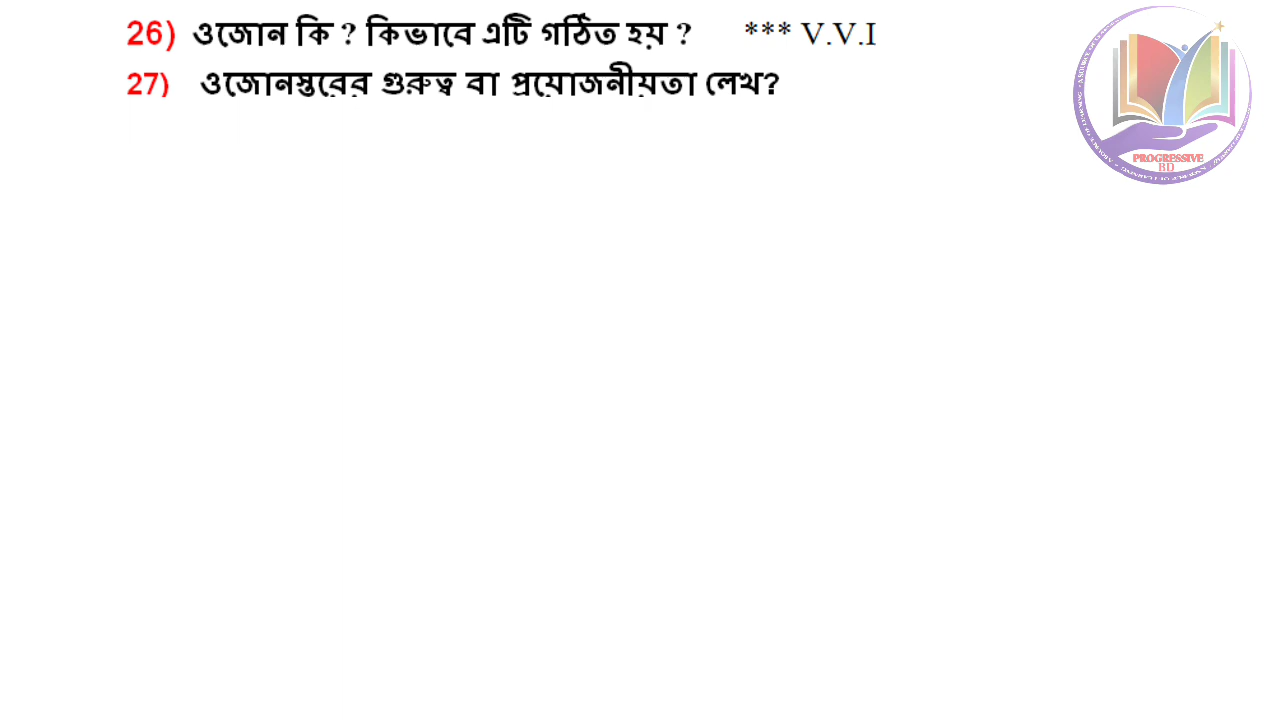 26) ওজোন কি ? কিভাবে এটি গঠিত হয় ? *** V.V.I
27) ওজোনস্তরের গুরুত্ব বা প্রয়োজনীয়তা লেখ?
PROGRESSIVE
BD